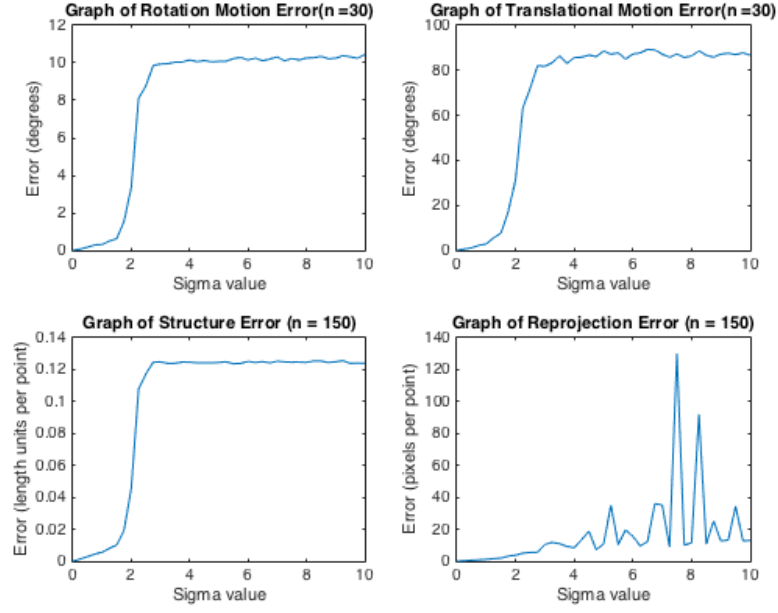 Graph of Rotation Motion Error(n =30)
12
10
8
6
4
2
0
Error (degrees)
0 2 4 6 8 10
Sigma value
Graph of Translational Motion Error(n =30)
100
80
60
40
20
0
Error (degrees)
0 2 4 6 8 10
Sigma value
Graph of Structure Error (n = 150)
0.14
0.12
0.1
0.08
0.06
0.04
0.02
0
Error (length units per point)
0 2 4 6 8 10
Sigma value
Graph of Reprojection Error (n = 150)
140
120
100
80
60
40
20
0
Error (pixels per point)
0 2 4 6 8 10
Sigma value